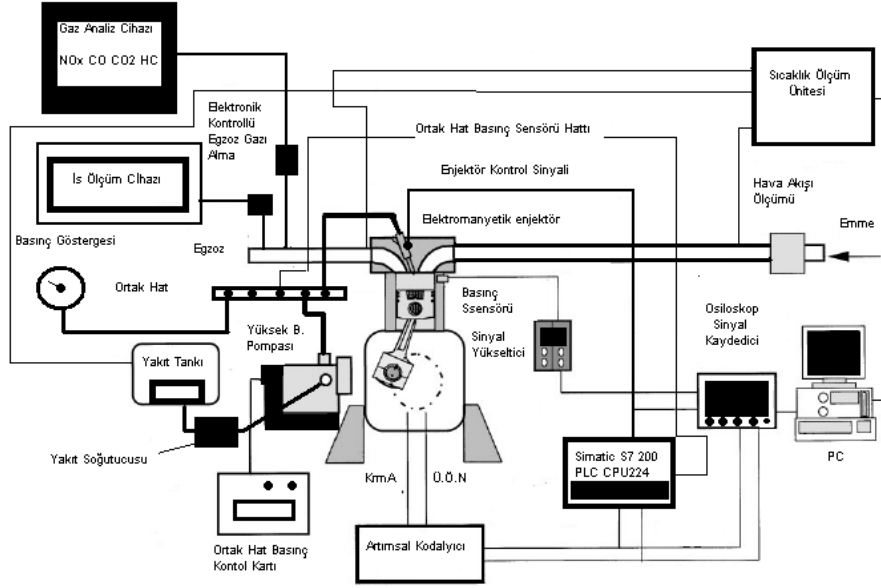 Gaz Analiz Cihazı
NOx CO CO2 HC
Elektronik
Kontrollü
Egzoz Gazı
Alma
Sıcaklık Ölçüm
Ünitesi
Ortak Hat Basınç Sensörü Hattı
İs Ölçüm CIhazı
Enjektör Kontrol Sinyali
Hava Akışı
Ölçümü
Elektromanyetik enjektör
Emme
Basınç Göstergesi
Egzoz
Ortak Hat
Basınç
Ssensörü
Osiloskop
Sinyal
Kaydedici
Yüksek B.
Pompası
Sinyal
Yükseltici
Yakıt Tankı
Yakıt Soğutucusu
PC
Simatic S7 200
PLC CPU224
KrmA
Ü.Ö.N
Ortak Hat Basınç
Kontol Kartı
Artımsal Kodalyıcı